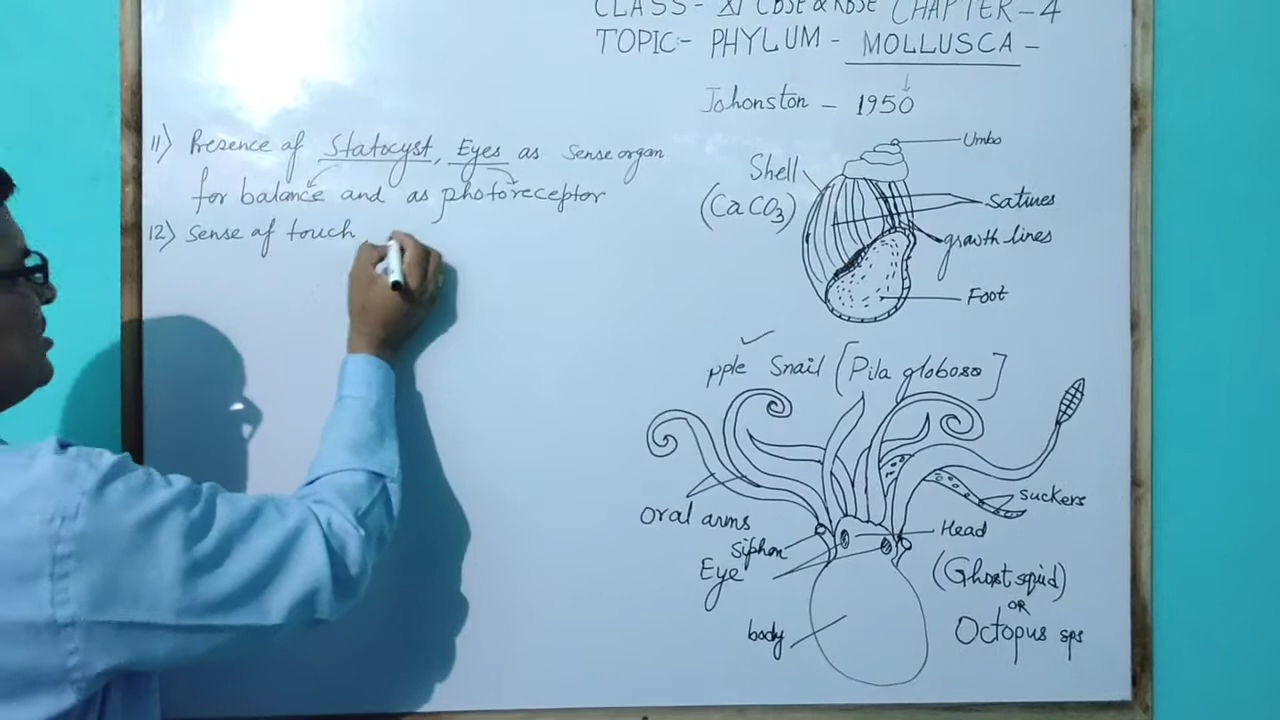 CLASS - XI CBSE & RBSE CHAPTER - 4
TOPIC:- PHYLUM - MOLLUSCA -
Johonston - 1950
11) Presence of Statocyst, Eyes as Sense organ
for balance and as photoreceptor
12) Sense of touch
Umbo
Shell
(CaCO3)
Satines
growth lines
Foot
pple Snail [Pila globosa]
Oral arms
Siphon
Eye
body
suckers
Head
(Ghost squid)
OR
Octopus sps